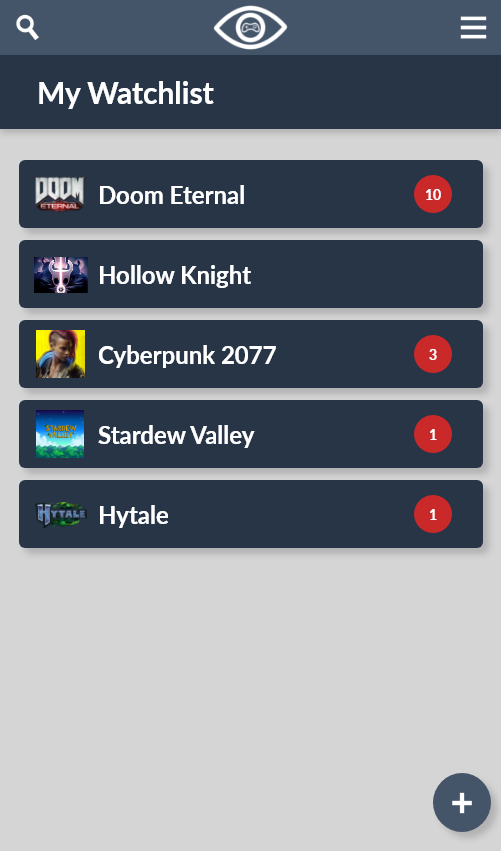 My Watchlist
DOOM
ETERNAL
Doom Eternal
10
Hollow Knight
Cyberpunk 2077
3
STARDEW
VALLEY
Stardew Valley
1
HYTALE
Hytale
1